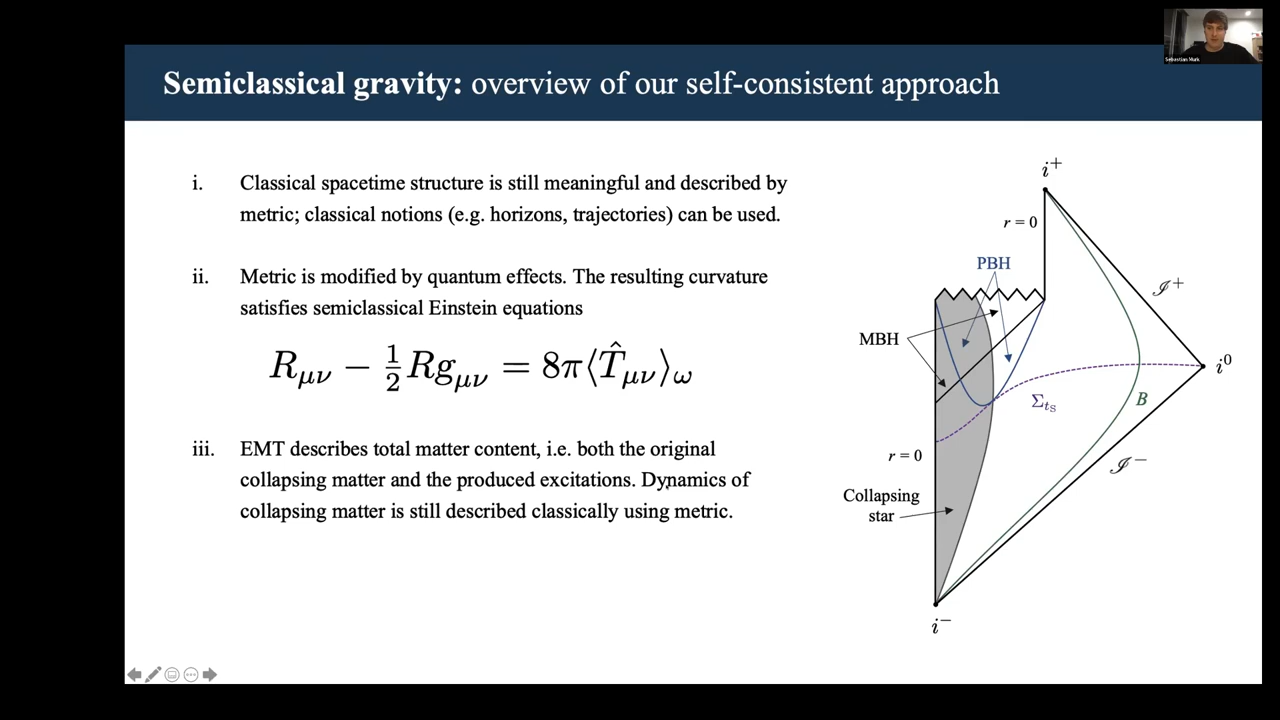 Sebastian Murk
Semiclassical gravity: overview of our self-consistent approach
i. Classical spacetime structure is still meaningful and described by
metric; classical notions (e.g. horizons, trajectories) can be used.
ii. Metric is modified by quantum effects. The resulting curvature
satisfies semiclassical Einstein equations
R_{μν} − ½ R g_{μν} = 8π⟨T̂_{μν}⟩_ω
iii. EMT describes total matter content, i.e. both the original
collapsing matter and the produced excitations. Dynamics of
collapsing matter is still described classically using metric.
i⁺
r = 0
PBH
ℐ⁺
MBH
i⁰
Σ_{t_S}
B
r = 0
ℐ⁻
Collapsing
star
i⁻